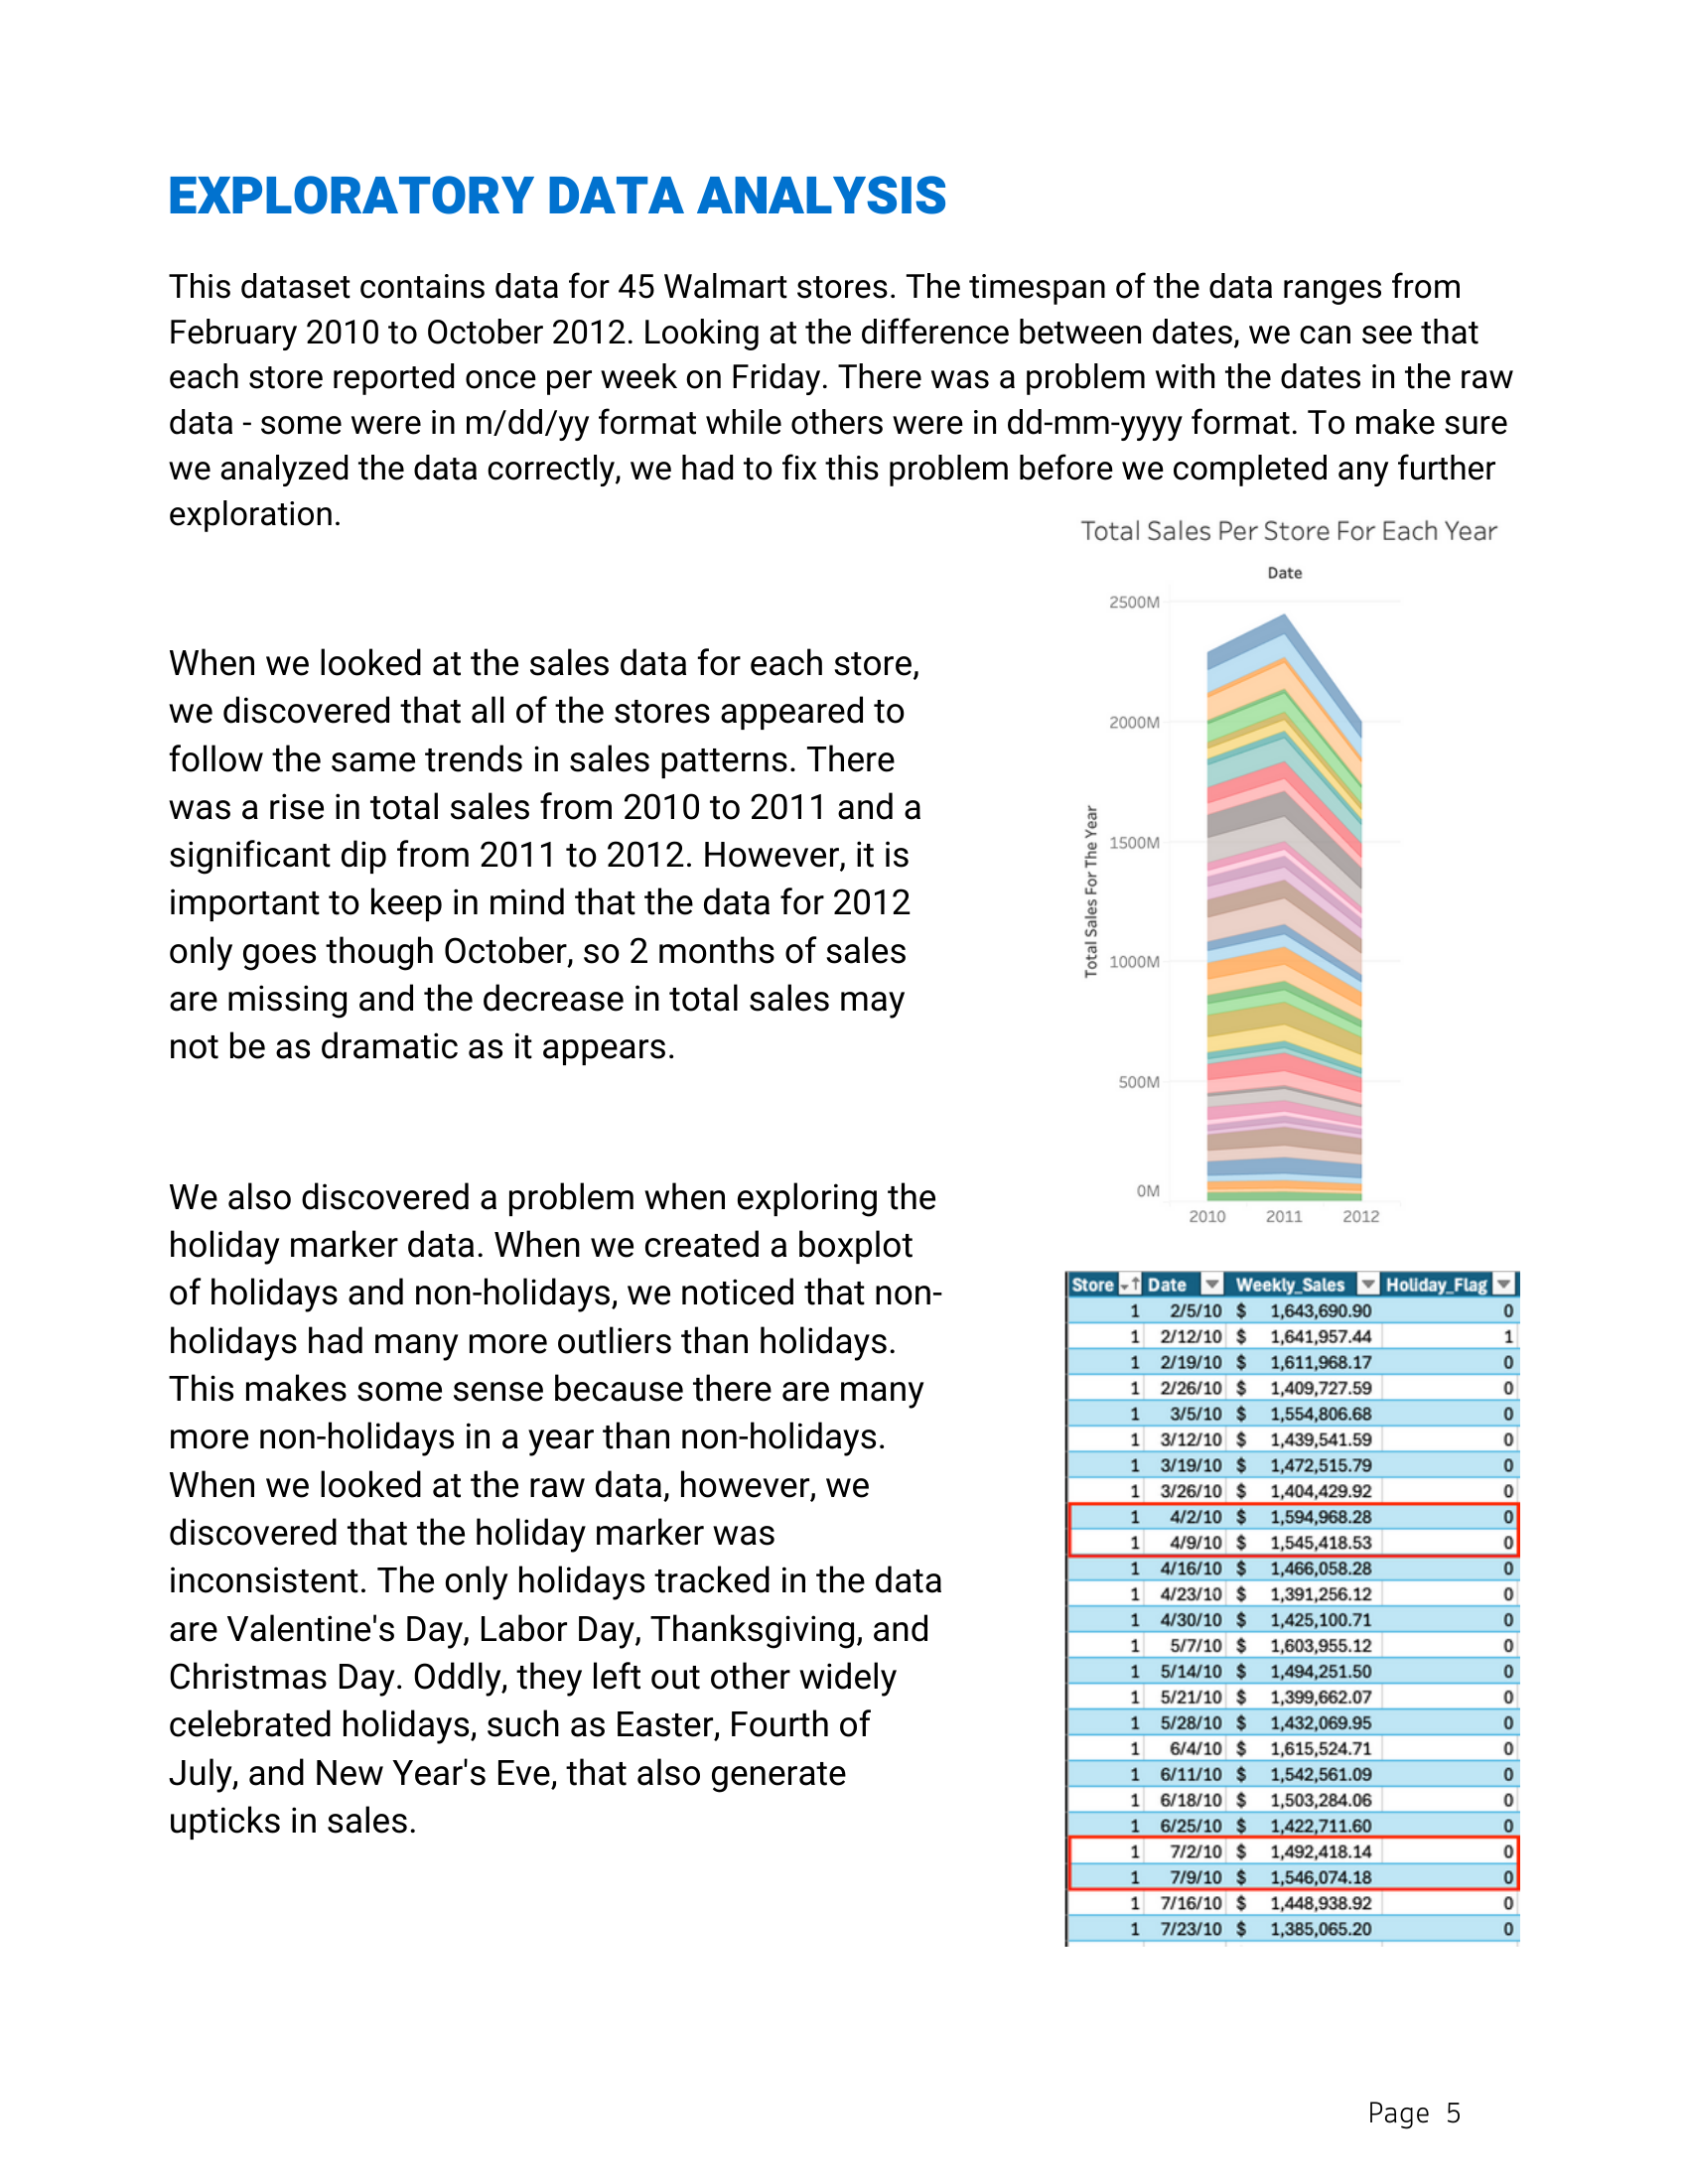 EXPLORATORY DATA ANALYSIS
This dataset contains data for 45 Walmart stores. The timespan of the data ranges from
February 2010 to October 2012. Looking at the difference between dates, we can see that
each store reported once per week on Friday. There was a problem with the dates in the raw
data - some were in m/dd/yy format while others were in dd-mm-yyyy format. To make sure
we analyzed the data correctly, we had to fix this problem before we completed any further
exploration.
When we looked at the sales data for each store,
we discovered that all of the stores appeared to
follow the same trends in sales patterns. There
was a rise in total sales from 2010 to 2011 and a
significant dip from 2011 to 2012. However, it is
important to keep in mind that the data for 2012
only goes though October, so 2 months of sales
are missing and the decrease in total sales may
not be as dramatic as it appears.
We also discovered a problem when exploring the
holiday marker data. When we created a boxplot
of holidays and non-holidays, we noticed that non-
holidays had many more outliers than holidays.
This makes some sense because there are many
more non-holidays in a year than non-holidays.
When we looked at the raw data, however, we
discovered that the holiday marker was
inconsistent. The only holidays tracked in the data
are Valentine's Day, Labor Day, Thanksgiving, and
Christmas Day. Oddly, they left out other widely
celebrated holidays, such as Easter, Fourth of
July, and New Year's Eve, that also generate
upticks in sales.
Total Sales Per Store For Each Year
Date
2500M
2000M
1500M
1000M
500M
0M
Total Sales For The Year
2010 2011 2012
Store Date Weekly_Sales Holiday_Flag
1 2/5/10 $ 1,643,690.90 0
1 2/12/10 $ 1,641,957.44 1
1 2/19/10 $ 1,611,968.17 0
1 2/26/10 $ 1,409,727.59 0
1 3/5/10 $ 1,554,806.68 0
1 3/12/10 $ 1,439,541.59 0
1 3/19/10 $ 1,472,515.79 0
1 3/26/10 $ 1,404,429.92 0
1 4/2/10 $ 1,594,968.28 0
1 4/9/10 $ 1,545,418.53 0
1 4/16/10 $ 1,466,058.28 0
1 4/23/10 $ 1,391,256.12 0
1 4/30/10 $ 1,425,100.71 0
1 5/7/10 $ 1,603,955.12 0
1 5/14/10 $ 1,494,251.50 0
1 5/21/10 $ 1,399,662.07 0
1 5/28/10 $ 1,432,069.95 0
1 6/4/10 $ 1,615,524.71 0
1 6/11/10 $ 1,542,561.09 0
1 6/18/10 $ 1,503,284.06 0
1 6/25/10 $ 1,422,711.60 0
1 7/2/10 $ 1,492,418.14 0
1 7/9/10 $ 1,546,074.18 0
1 7/16/10 $ 1,448,938.92 0
1 7/23/10 $ 1,385,065.20 0
Page 5